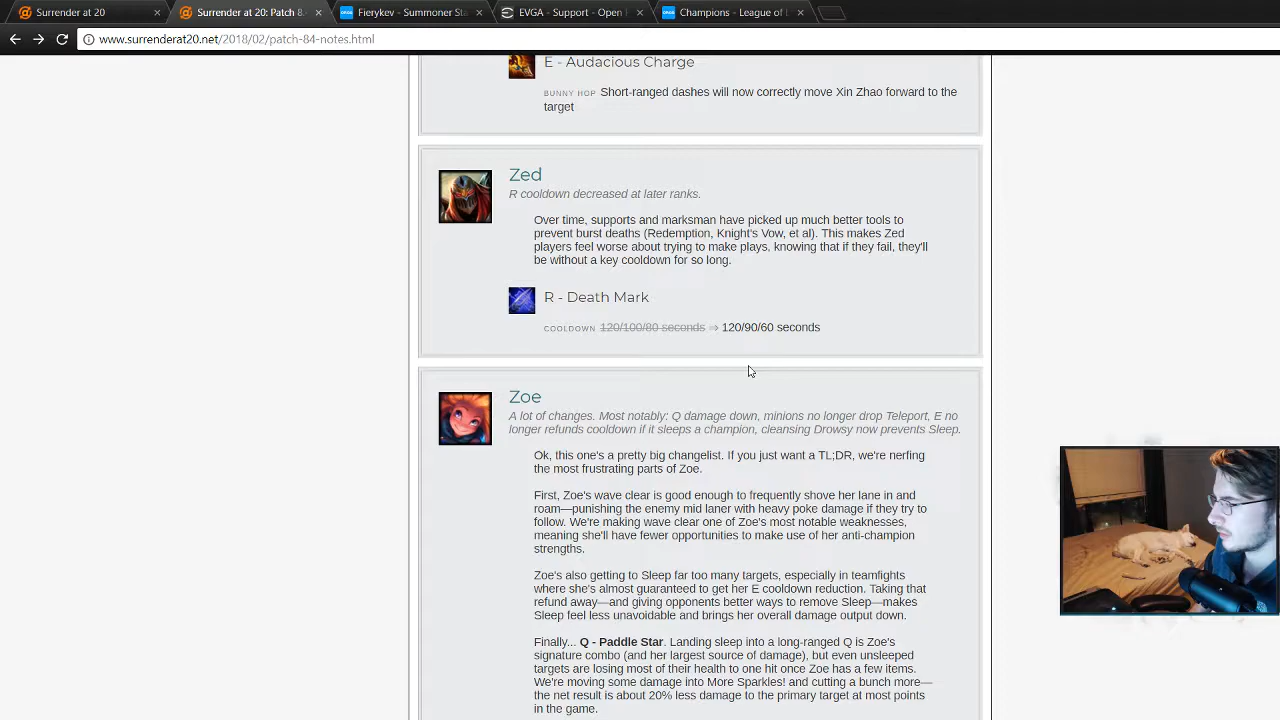 Surrender at 20
Surrender at 20: Patch 8.
Fierykev - Summoner Sta
EVGA - Support - Open
Champions - League of L
www.surrenderat20.net/2018/02/patch-84-notes.html
E - Audacious Charge
BUNNY HOP Short-ranged dashes will now correctly move Xin Zhao forward to the
target
Zed
R cooldown decreased at later ranks.
Over time, supports and marksman have picked up much better tools to
prevent burst deaths (Redemption, Knight's Vow, et al). This makes Zed
players feel worse about trying to make plays, knowing that if they fail, they'll
be without a key cooldown for so long.
R - Death Mark
COOLDOWN 120/100/80 seconds ⇒ 120/90/60 seconds
Zoe
A lot of changes. Most notably: Q damage down, minions no longer drop Teleport, E no
longer refunds cooldown if it sleeps a champion, cleansing Drowsy now prevents Sleep.
Ok, this one's a pretty big changelist. If you just want a TL;DR, we're nerfing
the most frustrating parts of Zoe.
First, Zoe's wave clear is good enough to frequently shove her lane in and
roam—punishing the enemy mid laner with heavy poke damage if they try to
follow. We're making wave clear one of Zoe's most notable weaknesses,
meaning she'll have fewer opportunities to make use of her anti-champion
strengths.
Zoe's also getting to Sleep far too many targets, especially in teamfights
where she's almost guaranteed to get her E cooldown reduction. Taking that
refund away—and giving opponents better ways to remove Sleep—makes
Sleep feel less unavoidable and brings her overall damage output down.
Finally... Q - Paddle Star. Landing sleep into a long-ranged Q is Zoe's
signature combo (and her largest source of damage), but even unsleeped
targets are losing most of their health to one hit once Zoe has a few items.
We're moving some damage into More Sparkles! and cutting a bunch more—
the net result is about 20% less damage to the primary target at most points
in the game.